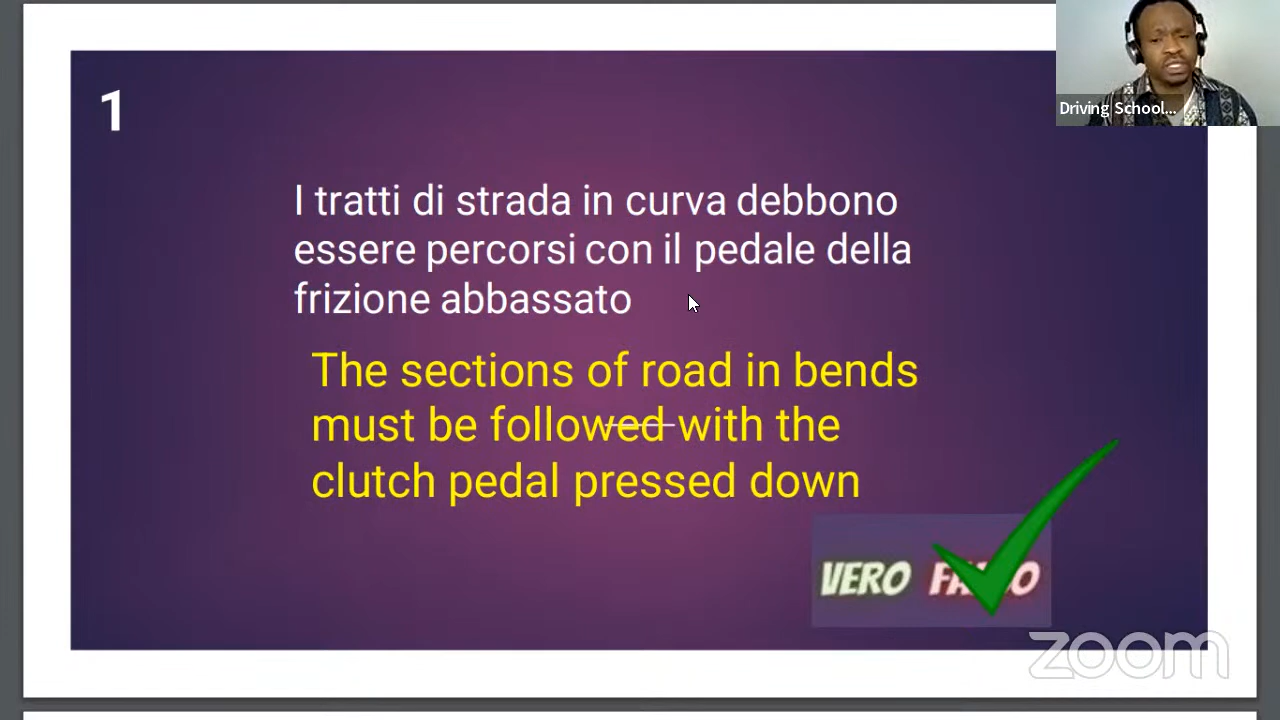 1
Driving School...
I tratti di strada in curva debbono
essere percorsi con il pedale della
frizione abbassato
The sections of road in bends
must be followed with the
clutch pedal pressed down
VERO FALSO
zoom